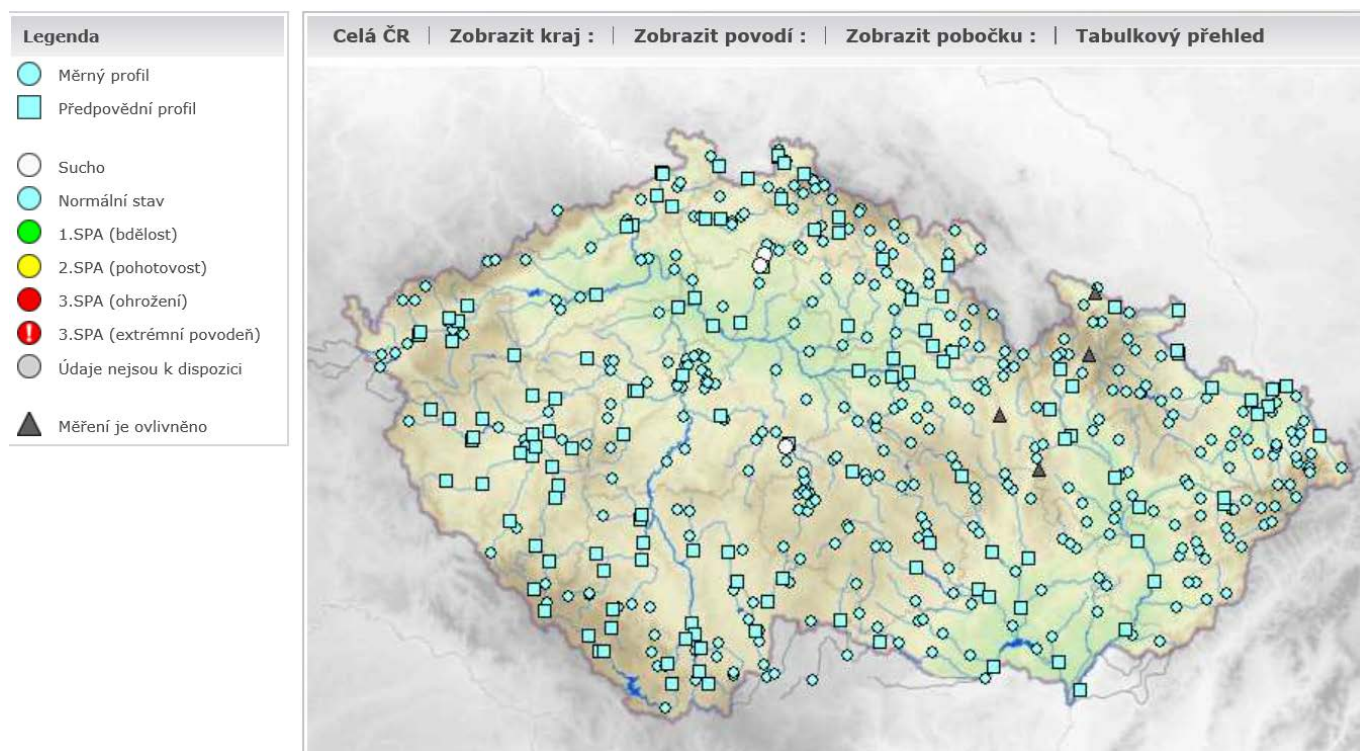 Legenda
Měrný profil
Předpovědní profil
Sucho
Normální stav
1.SPA (bdělost)
2.SPA (pohotovost)
3.SPA (ohrožení)
3.SPA (extrémní povodeň)
Údaje nejsou k dispozici
Měření je ovlivněno
Celá ČR | Zobrazit kraj : | Zobrazit povodí : | Zobrazit pobočku : | Tabulkový přehled